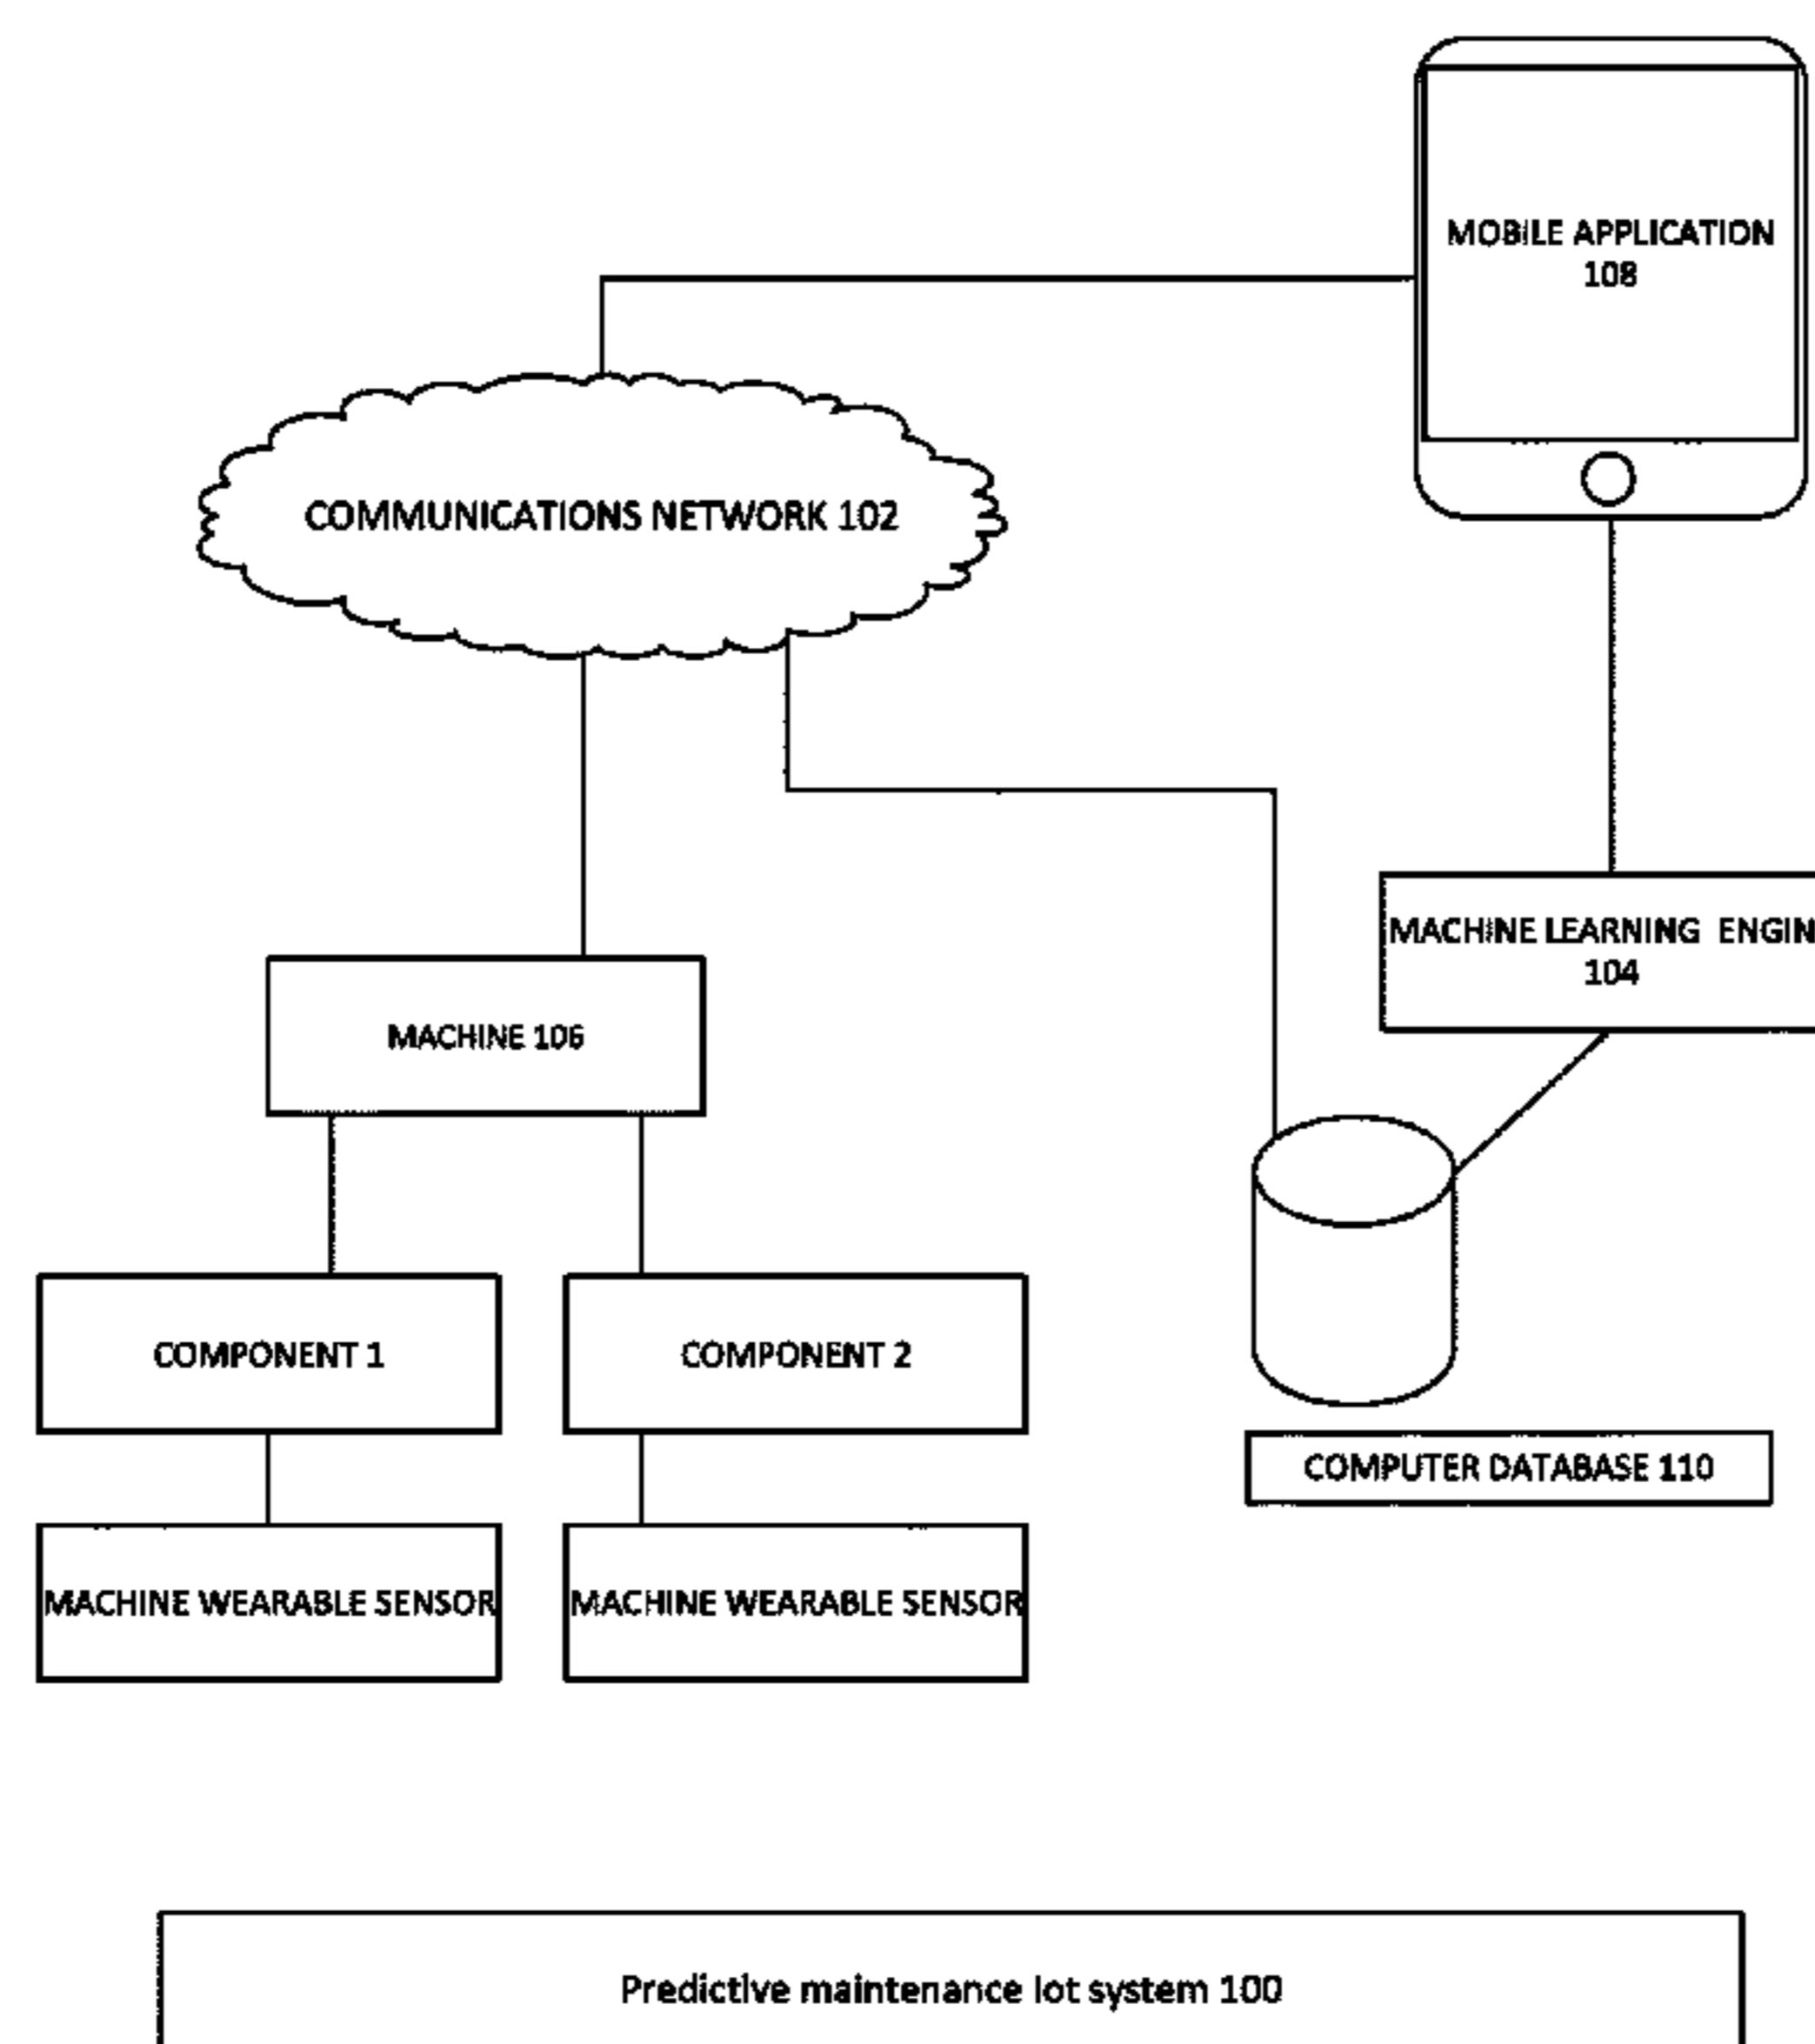 MOBILE APPLICATION
108
COMMUNICATIONS NETWORK 102
MACHINE LEARNING ENGIN
104
MACHINE 106
COMPONENT 1
COMPONENT 2
COMPUTER DATABASE 110
MACHINE WEARABLE SENSOR
MACHINE WEARABLE SENSOR
Predictive maintenance Iot system 100